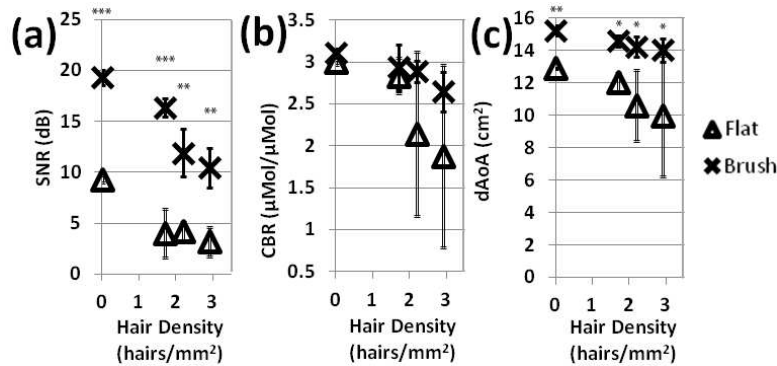 (a)
***
***
**
**
SNR (dB)
25
20
15
10
5
0
0 1 2 3
Hair Density
(hairs/mm²)
(b)
CBR (μMol/μMol)
3.5
3
2.5
2
1.5
1
0.5
0 1 2 3
Hair Density
(hairs/mm²)
(c)
**
*
*
*
dAoA (cm²)
16
14
12
10
8
6
4
2
0
0 1 2 3
Hair Density
(hairs/mm²)
Flat
Brush